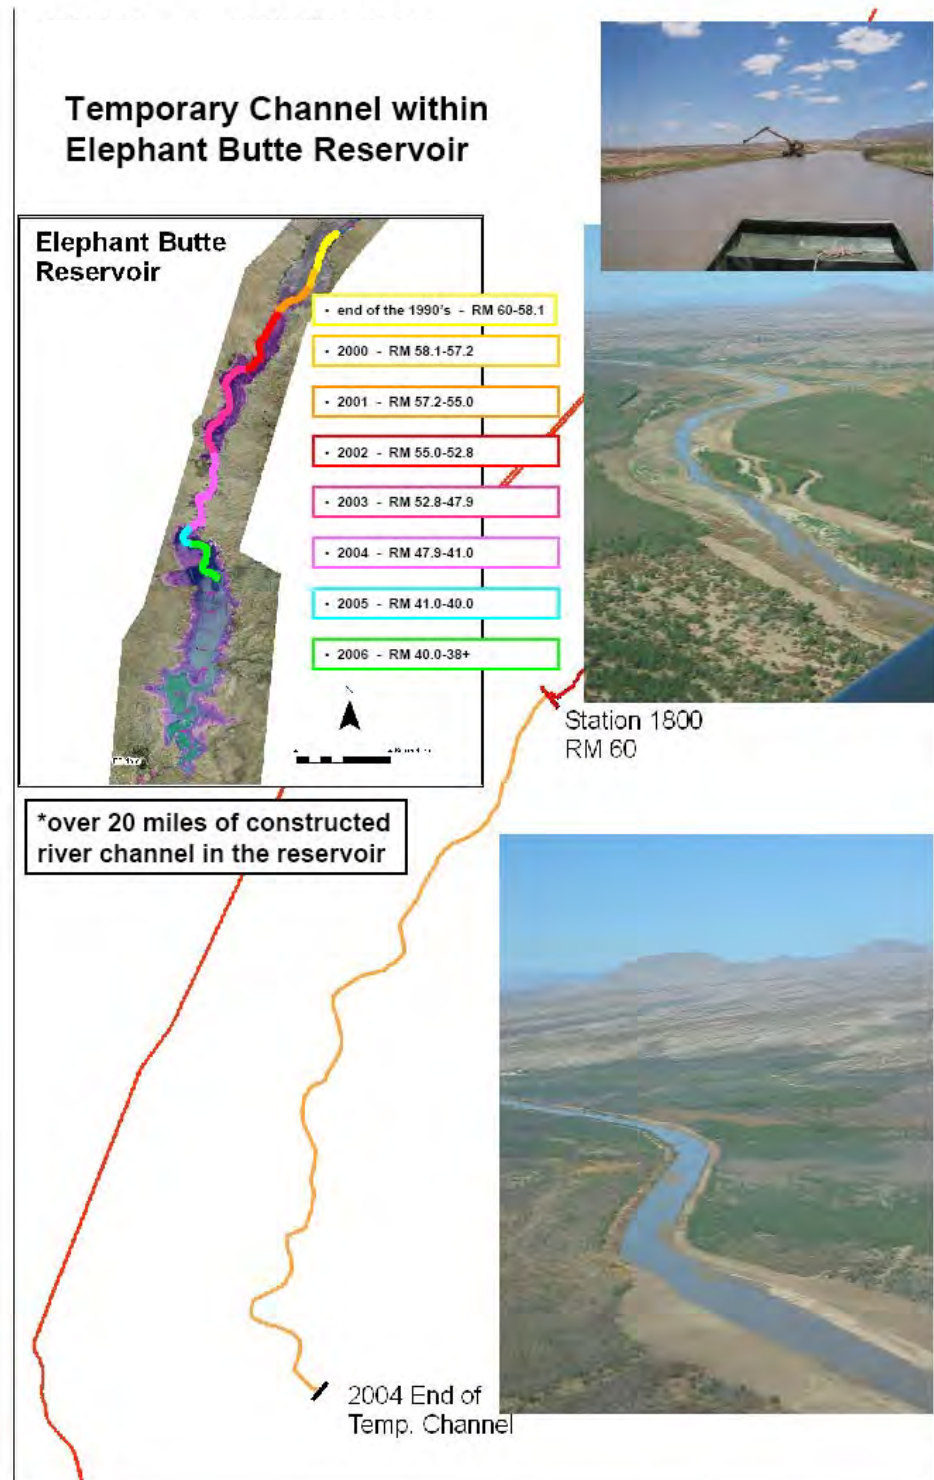 Temporary Channel within
Elephant Butte Reservoir
Elephant Butte
Reservoir
· end of the 1990's - RM 60-58.1
· 2000 - RM 58.1-57.2
· 2001 - RM 57.2-55.0
· 2002 - RM 55.0-52.8
· 2003 - RM 52.8-47.9
· 2004 - RM 47.9-41.0
· 2005 - RM 41.0-40.0
· 2006 - RM 40.0-38+
Station 1800
RM 60
*over 20 miles of constructed
river channel in the reservoir
2004 End of
Temp. Channel